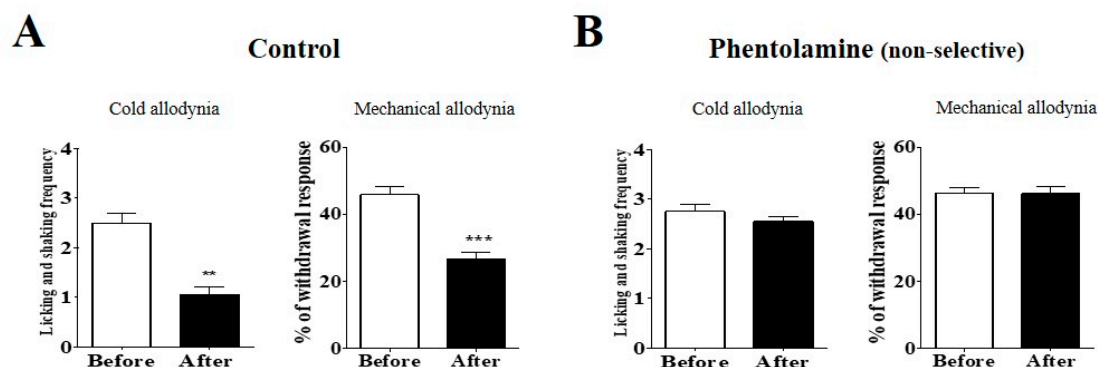 A
Control
Cold allodynia
Licking and shaking frequency
4
3
2
1
0
**
Before After
Mechanical allodynia
% of withdrawal response
60
40
20
0
***
Before After
B
Phentolamine (non-selective)
Cold allodynia
Licking and shaking frequency
4
3
2
1
0
Before After
Mechanical allodynia
% of withdrawal response
60
40
20
0
Before After